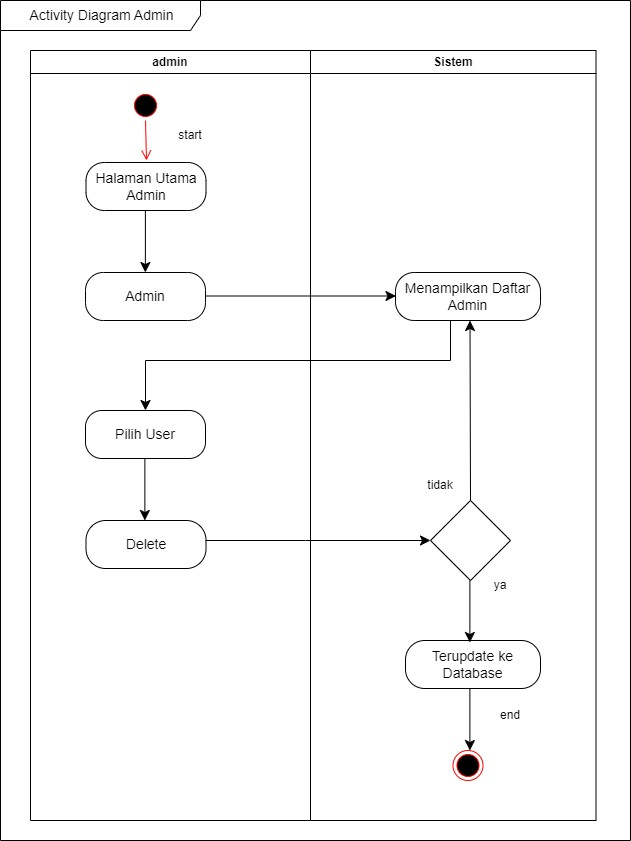 Activity Diagram Admin
admin
Sistem
start
Halaman Utama
Admin
Admin
Menampilkan Daftar
Admin
Pilih User
tidak
Delete
ya
Terupdate ke
Database
end